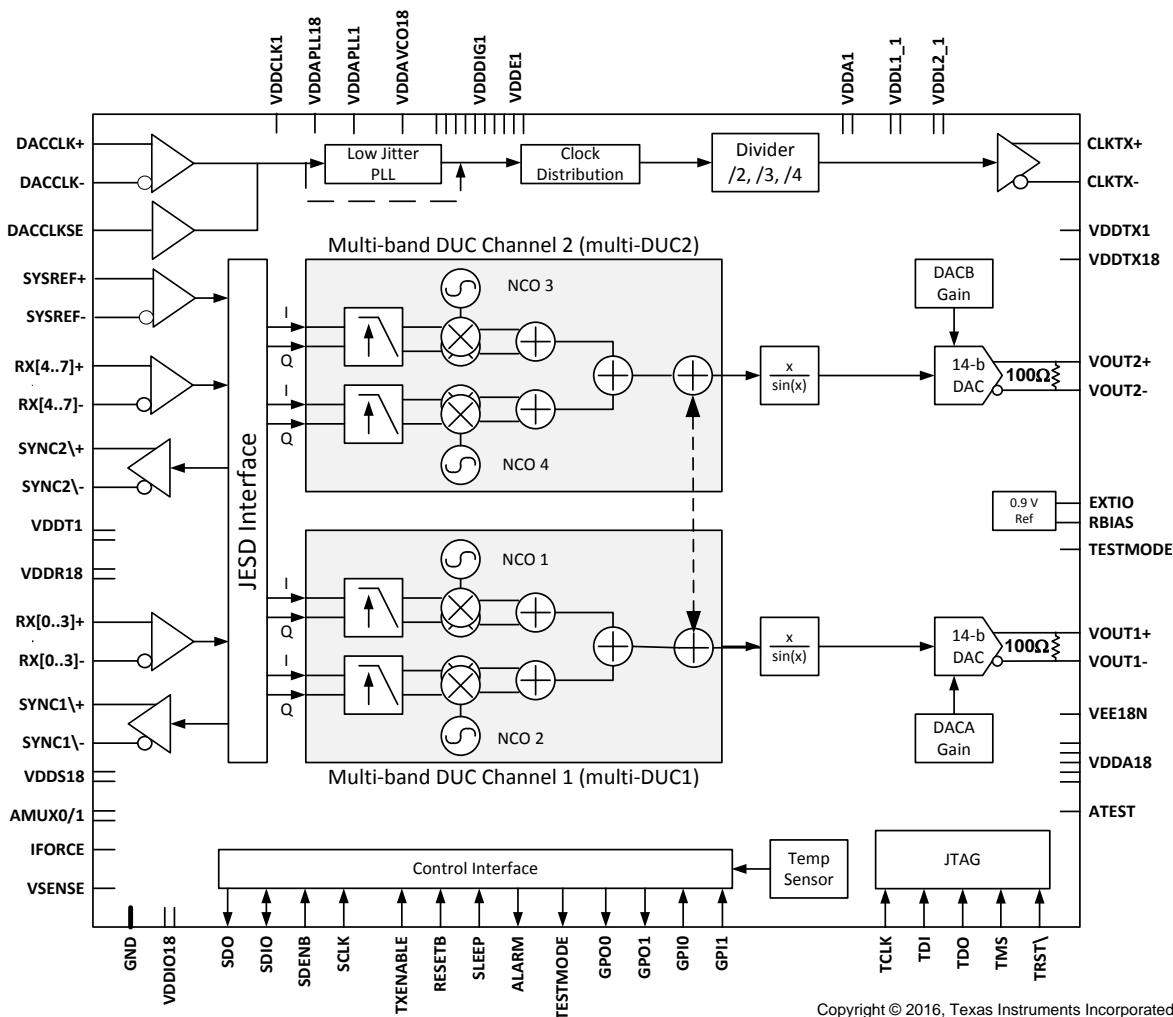 VDDCLK1
VDDAPLL18
VDDAPLL1
VDDAVCO18
VDDDIG1
VDDE1
VDDA1
VDDL1_1
VDDL2_1
DACCLK+
DACCLK-
DACCLKSE
SYSREF+
SYSREF-
RX[4..7]+
RX[4..7]-
SYNC2\+
SYNC2\-
VDDT1
VDDR18
RX[0..3]+
RX[0..3]-
SYNC1\+
SYNC1\-
VDDS18
AMUX0/1
IFORCE
VSENSE
Low Jitter
PLL
Clock
Distribution
Divider
/2, /3, /4
CLKTX+
CLKTX-
VDDTX1
VDDTX18
JESD Interface
Multi-band DUC Channel 2 (multi-DUC2)
NCO 3
I
Q
I
Q
NCO 4
x
sin(x)
DACB
Gain
14-b
DAC
100Ω
VOUT2+
VOUT2-
0.9 V
Ref
EXTIO
RBIAS
TESTMODE
NCO 1
I
Q
I
Q
NCO 2
Multi-band DUC Channel 1 (multi-DUC1)
x
sin(x)
14-b
DAC
100Ω
DACA
Gain
VOUT1+
VOUT1-
VEE18N
VDDA18
ATEST
Control Interface
Temp
Sensor
JTAG
GND
VDDIO18
SDO
SDIO
SDENB
SCLK
TXENABLE
RESETB
SLEEP
ALARM
TESTMODE
GPO0
GPO1
GPI0
GPI1
TCLK
TDI
TDO
TMS
TRST\
Copyright © 2016, Texas Instruments Incorporated